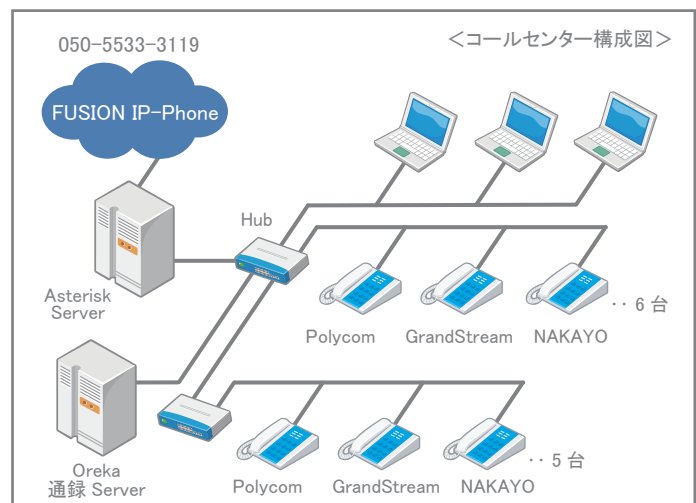 050-5533-3119
＜コールセンター構成図＞
FUSION IP-Phone
Hub
Asterisk
Server
‥6台
Polycom
GrandStream
NAKAYO
Oreka
通録 Server
‥5台
Polycom
GrandStream
NAKAYO